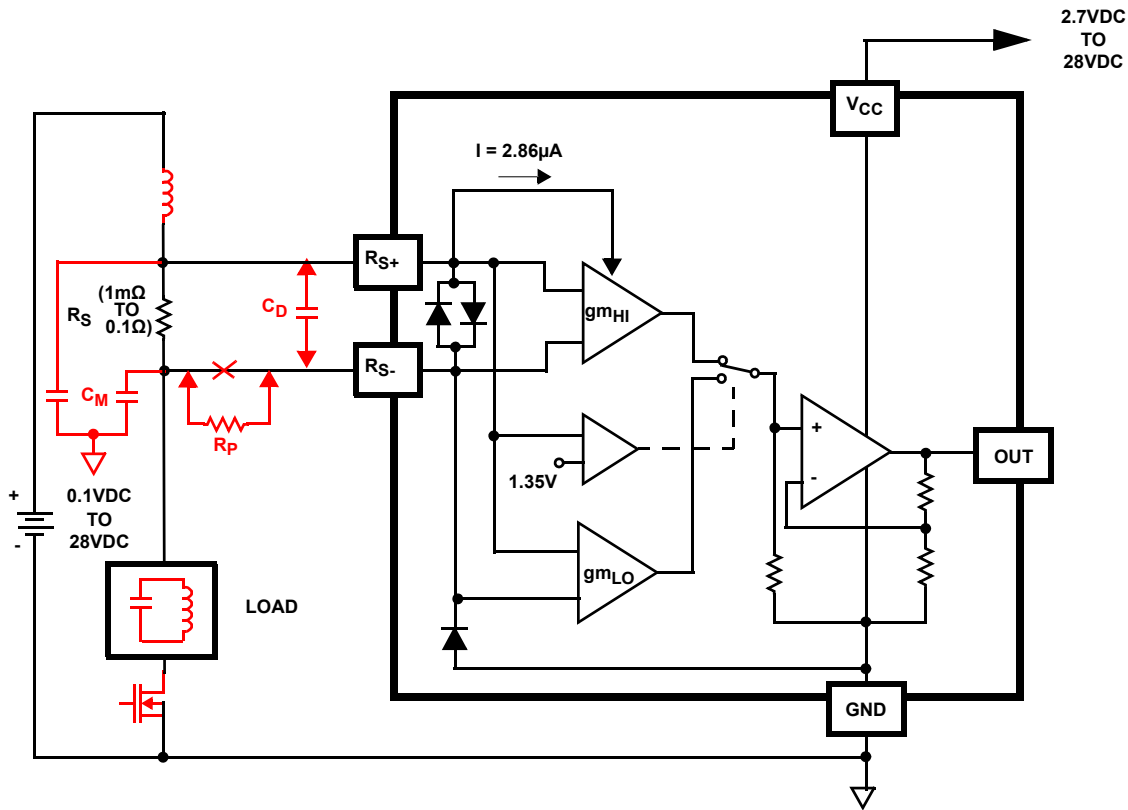 2.7VDC
TO
28VDC
VCC
I = 2.86µA
RS+
gmHI
RS
(1mΩ
TO
0.1Ω)
CD
RS-
CM
RP
1.35V
+
-
OUT
+
-
0.1VDC
TO
28VDC
gmLO
LOAD
GND